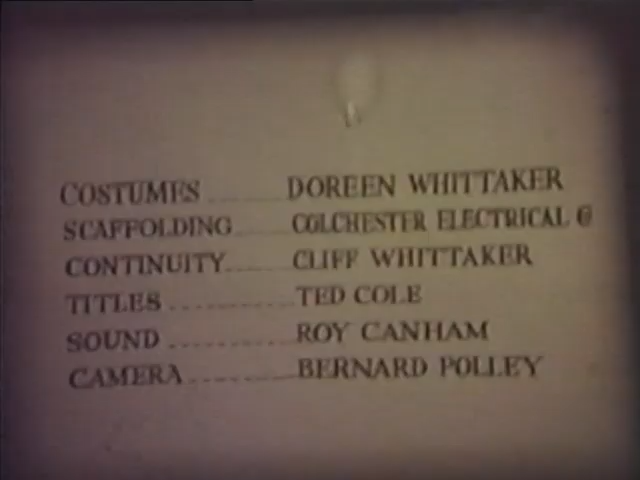 COSTUMES ........ DOREEN WHITTAKER
SCAFFOLDING ...... COLCHESTER ELECTRICAL
CONTINUITY ....... CLIFF WHITTAKER
TITLES ............... TED COLE
SOUND ............... ROY CANHAM
CAMERA ............ BERNARD POLLEY